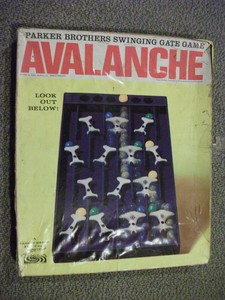 PARKER BROTHERS SWINGING GATE GAME
AVALANCHE
LOOK
OUT
BELOW!